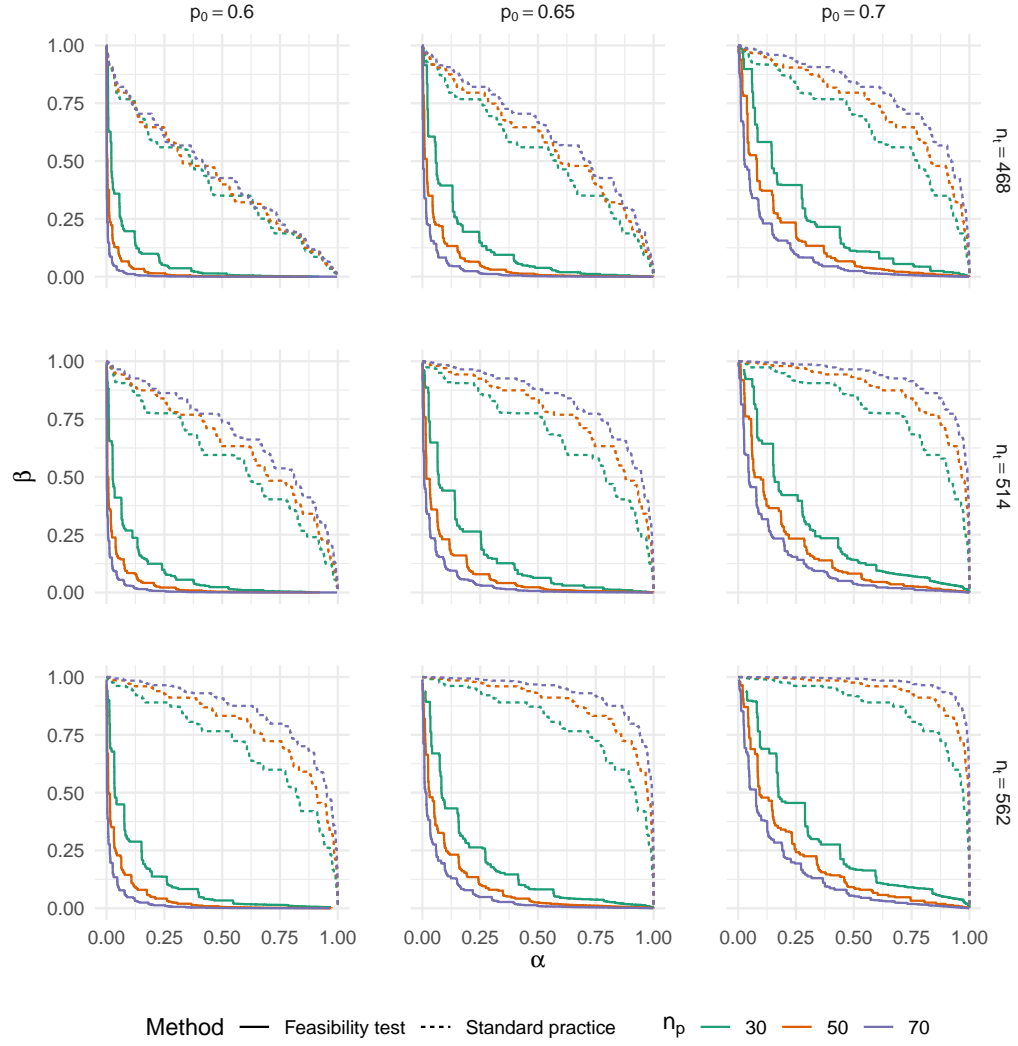 p₀ = 0.6 p₀ = 0.65 p₀ = 0.7
1.00
0.75
0.50
0.25
0.00
nₜ = 468
1.00
0.75
0.50
0.25
0.00
nₜ = 514
β
1.00
0.75
0.50
0.25
0.00
nₜ = 562
0.00 0.25 0.50 0.75 1.00 0.00 0.25 0.50 0.75 1.00 0.00 0.25 0.50 0.75 1.00
α
Method Feasibility test Standard practice nₚ 30 50 70